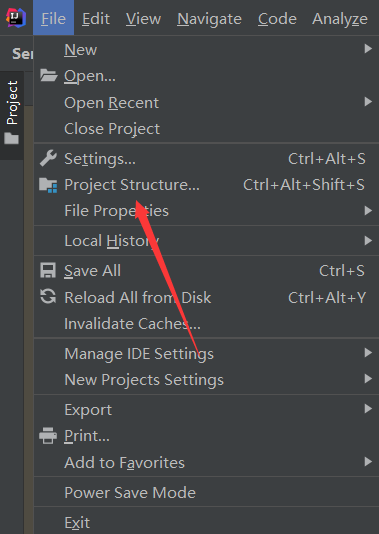 File Edit View Navigate Code Analyze
Project
New
Open...
Open Recent
Close Project
Settings... Ctrl+Alt+S
Project Structure... Ctrl+Alt+Shift+S
File Properties
Local History
Save All Ctrl+S
Reload All from Disk Ctrl+Alt+Y
Invalidate Caches...
Manage IDE Settings
New Projects Settings
Export
Print...
Add to Favorites
Power Save Mode
Exit